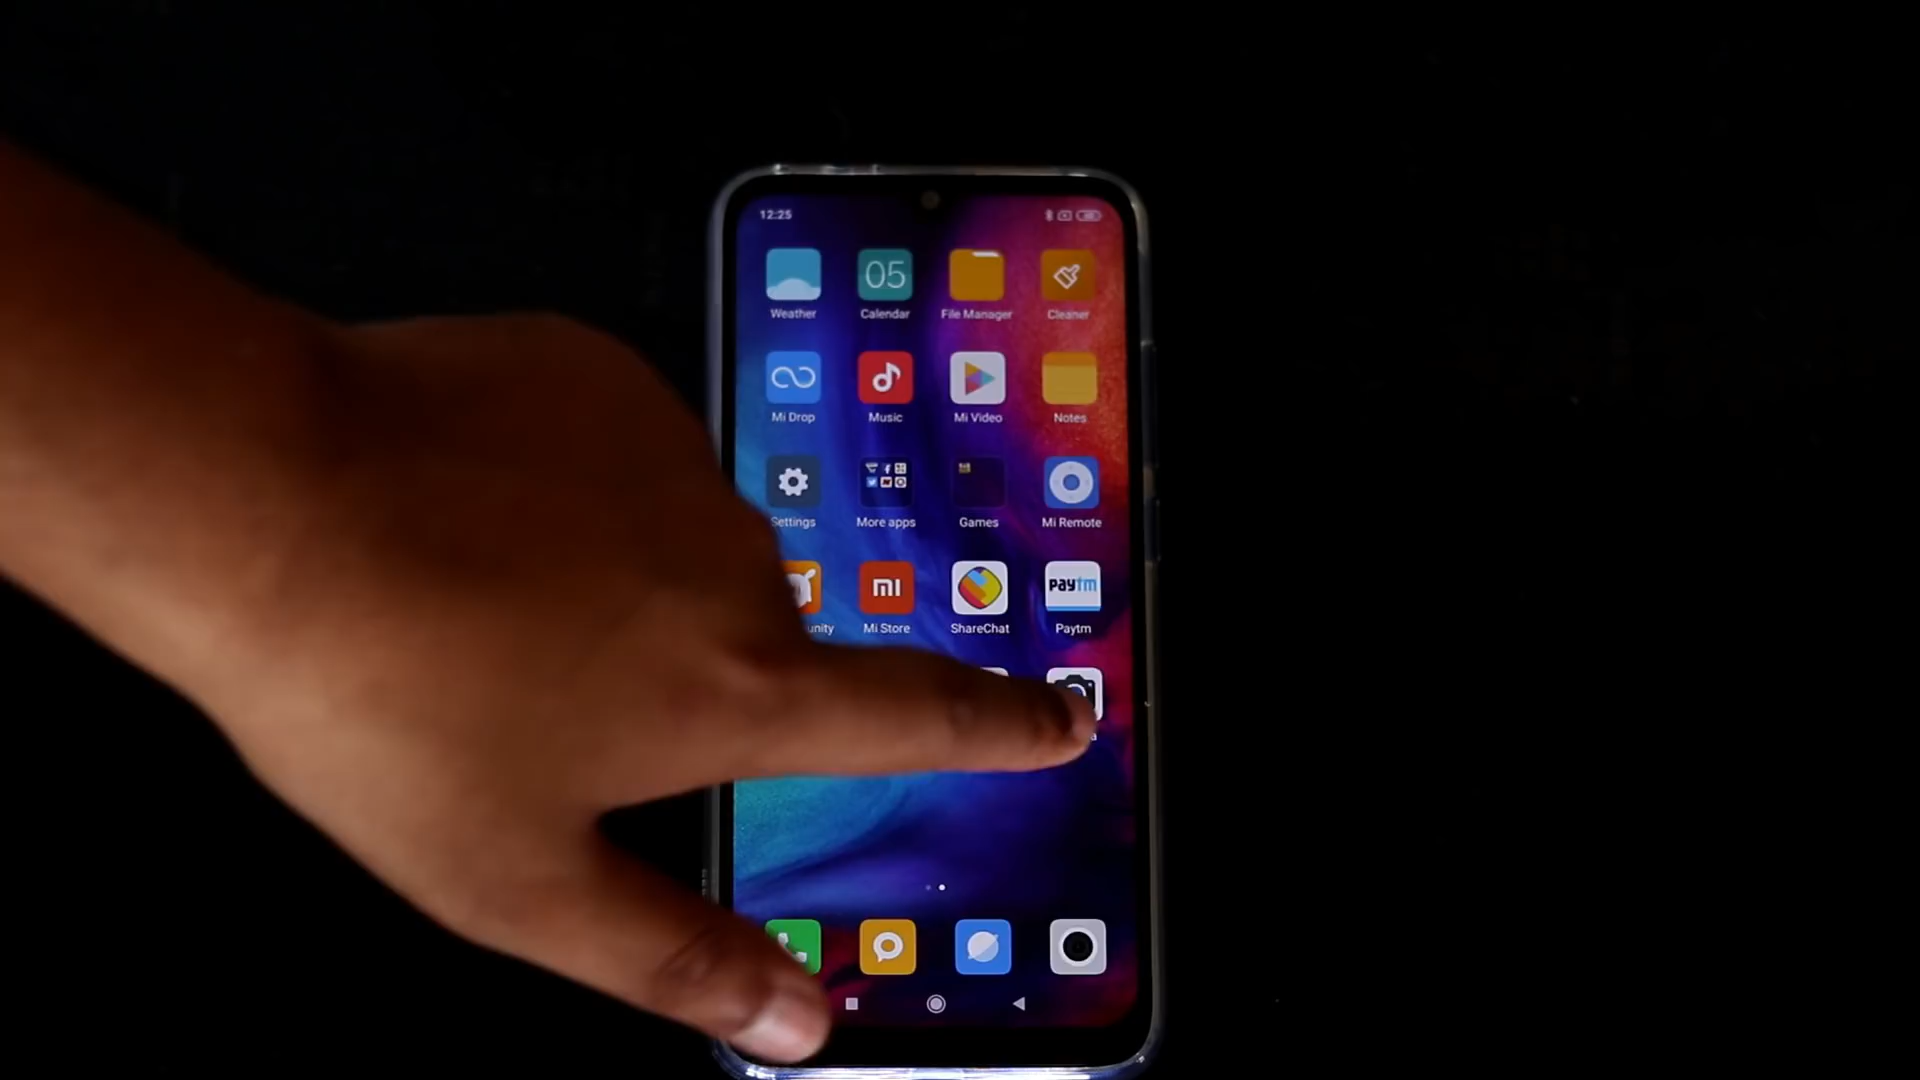 12:25
05
Weather Calendar File Manager Cleaner
Mi Drop Music Mi Video Notes
Settings More apps Games Mi Remote
mi paytm
unity Mi Store ShareChat Paytm
a